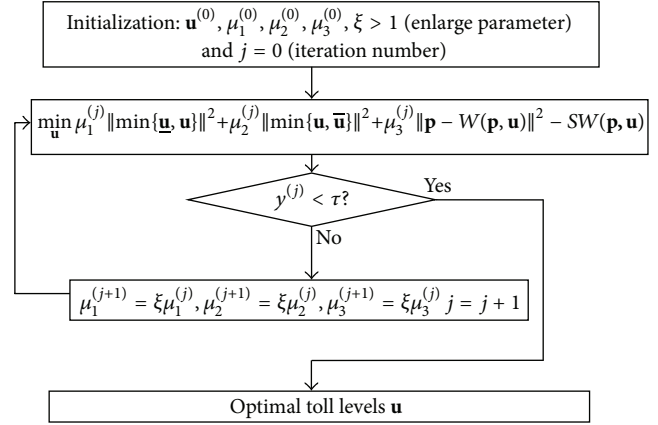 Initialization: 𝐮⁽⁰⁾, μ₁⁽⁰⁾, μ₂⁽⁰⁾, μ₃⁽⁰⁾, ξ > 1 (enlarge parameter)
and j = 0 (iteration number)
min_𝐮 μ₁⁽ʲ⁾‖min{𝐮̲, 𝐮}‖² + μ₂⁽ʲ⁾‖min{𝐮, 𝐮̅}‖² + μ₃⁽ʲ⁾‖𝐩 − W(𝐩, 𝐮)‖² − SW(𝐩, 𝐮)
y⁽ʲ⁾ < τ?
Yes
No
μ₁⁽ʲ⁺¹⁾ = ξμ₁⁽ʲ⁾, μ₂⁽ʲ⁺¹⁾ = ξμ₂⁽ʲ⁾, μ₃⁽ʲ⁺¹⁾ = ξμ₃⁽ʲ⁾ j = j + 1
Optimal toll levels 𝐮